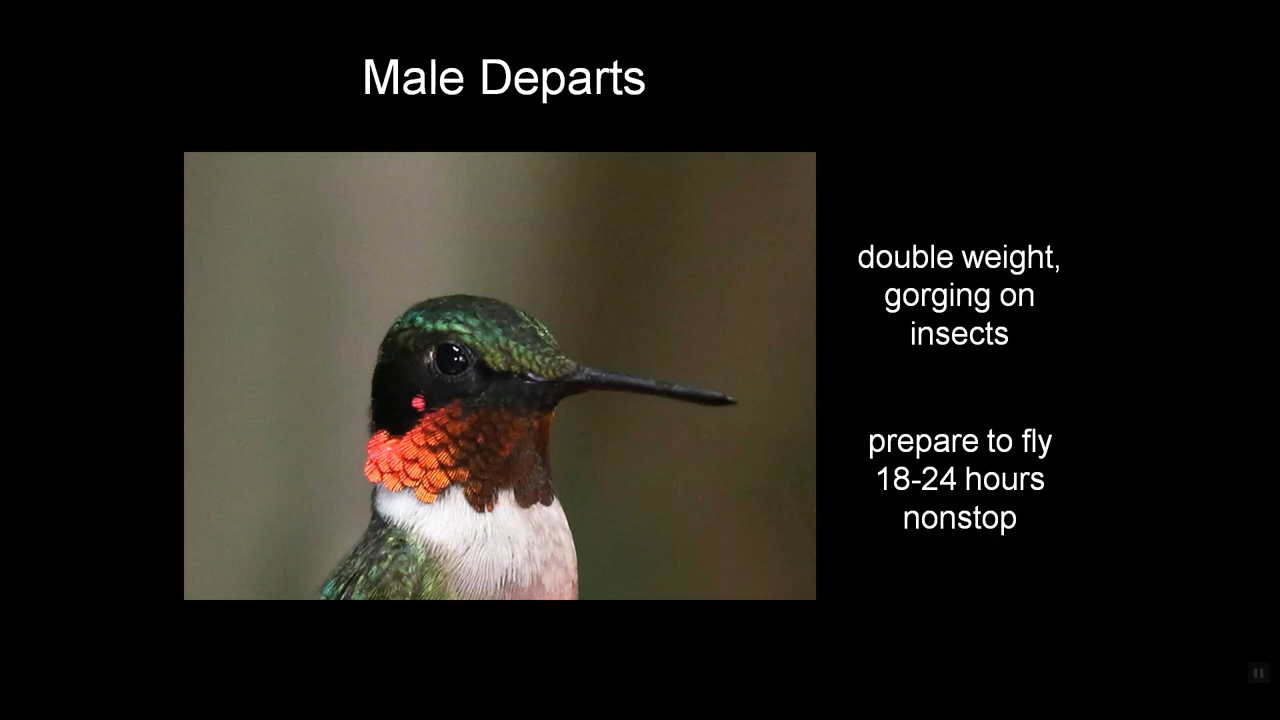 Male Departs
double weight,
gorging on
insects
prepare to fly
18-24 hours
nonstop